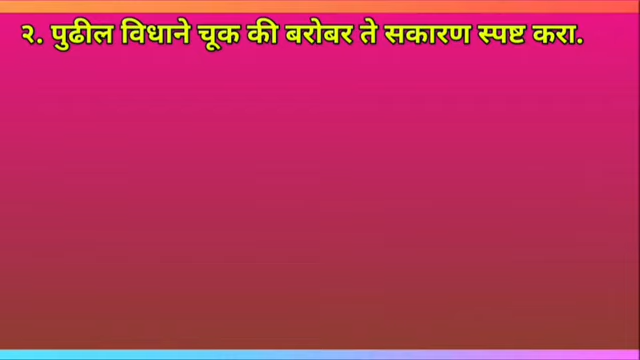 २. पुढील विधाने चूक की बरोबर ते सकारण स्पष्ट करा.